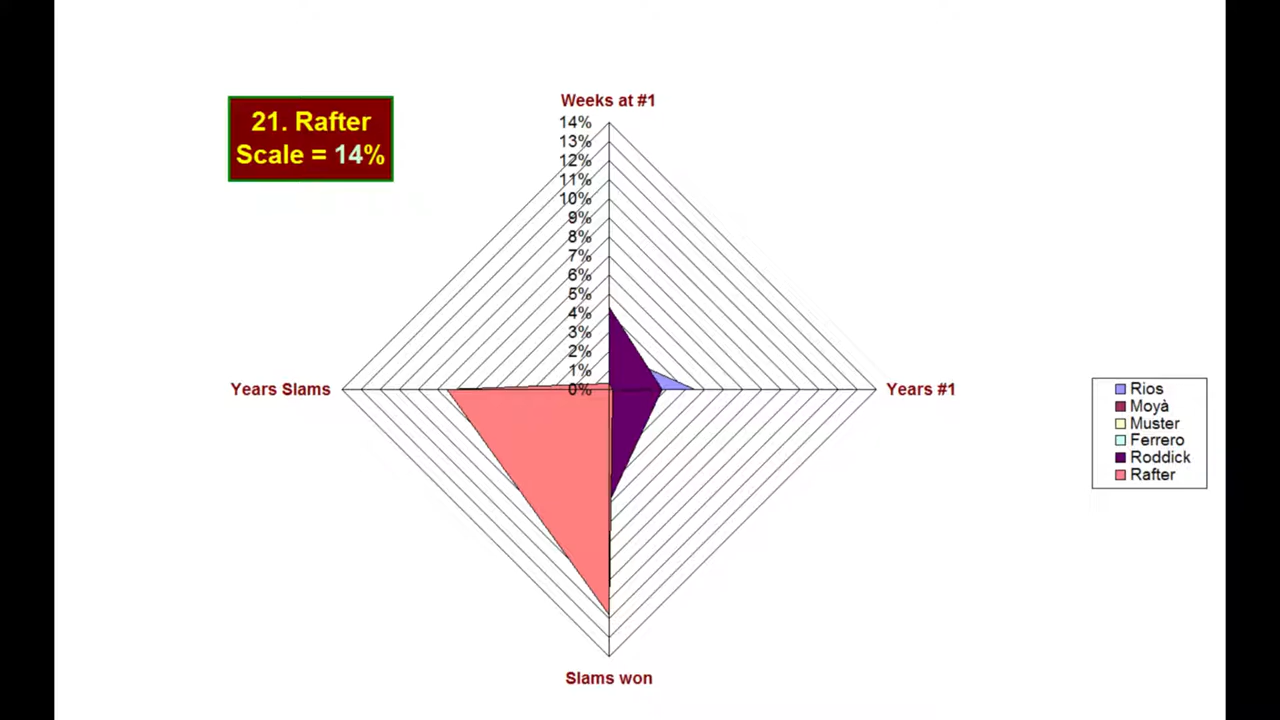 21. Rafter
Scale = 14%
Weeks at #1
14%
13%
12%
11%
10%
9%
8%
7%
6%
5%
4%
3%
2%
1%
0%
Years Slams
Years #1
Slams won
Rios
Moyà
Muster
Ferrero
Roddick
Rafter